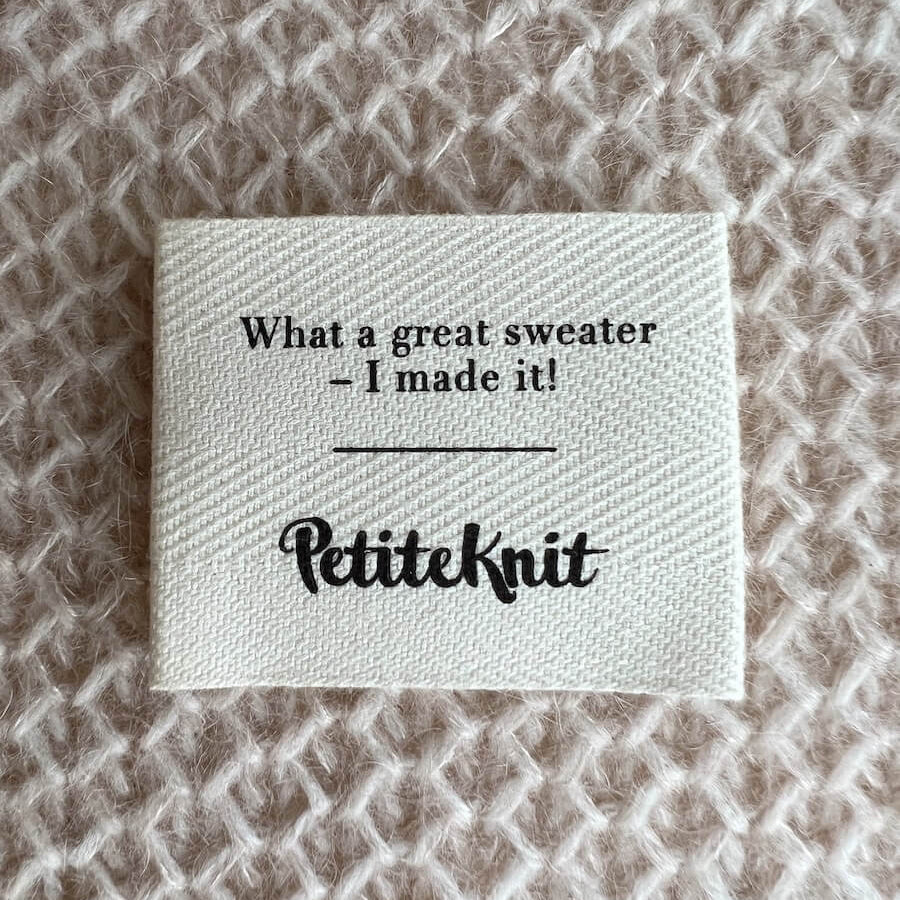 What a great sweater
– I made it!
PetiteKnit